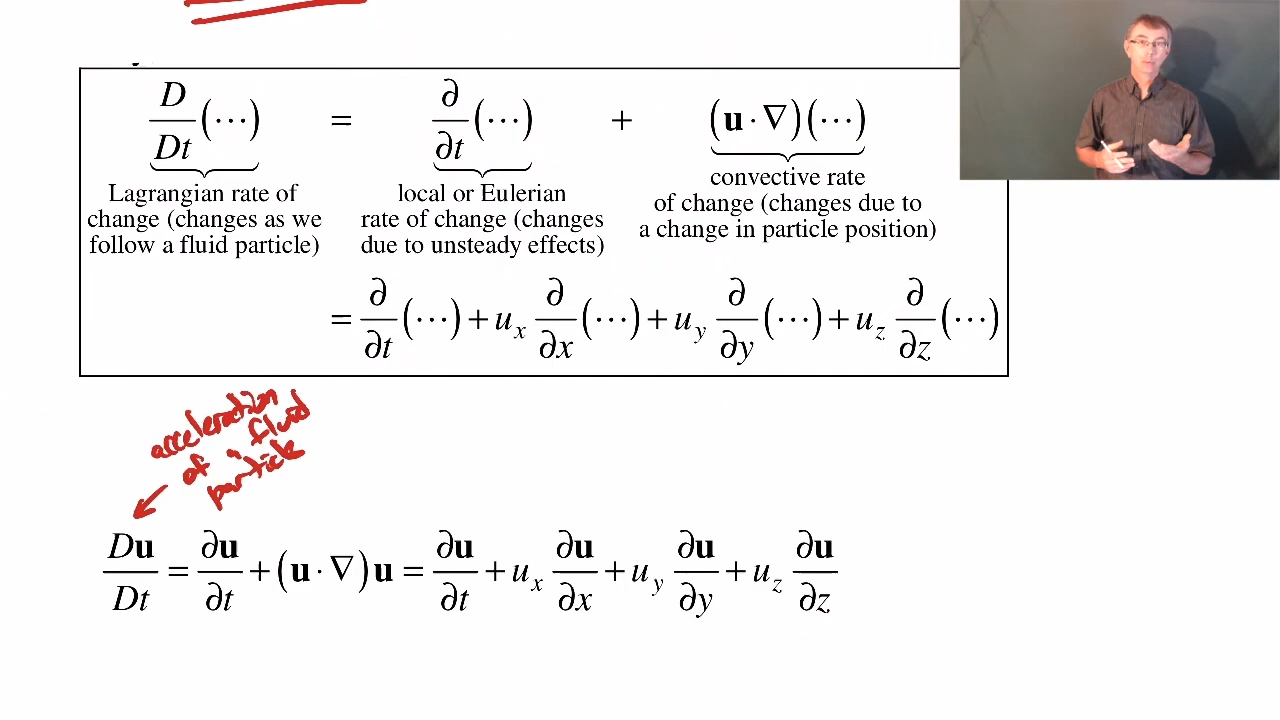 D/Dt (⋯) = ∂/∂t (⋯) + (u · ∇)(⋯)
Lagrangian rate of
change (changes as we
follow a fluid particle)
local or Eulerian
rate of change (changes
due to unsteady effects)
convective rate
of change (changes due to
a change in particle position)
= ∂/∂t (⋯) + u_x ∂/∂x (⋯) + u_y ∂/∂y (⋯) + u_z ∂/∂z (⋯)
acceleration
of a fluid
particle
Du/Dt = ∂u/∂t + (u · ∇)u = ∂u/∂t + u_x ∂u/∂x + u_y ∂u/∂y + u_z ∂u/∂z